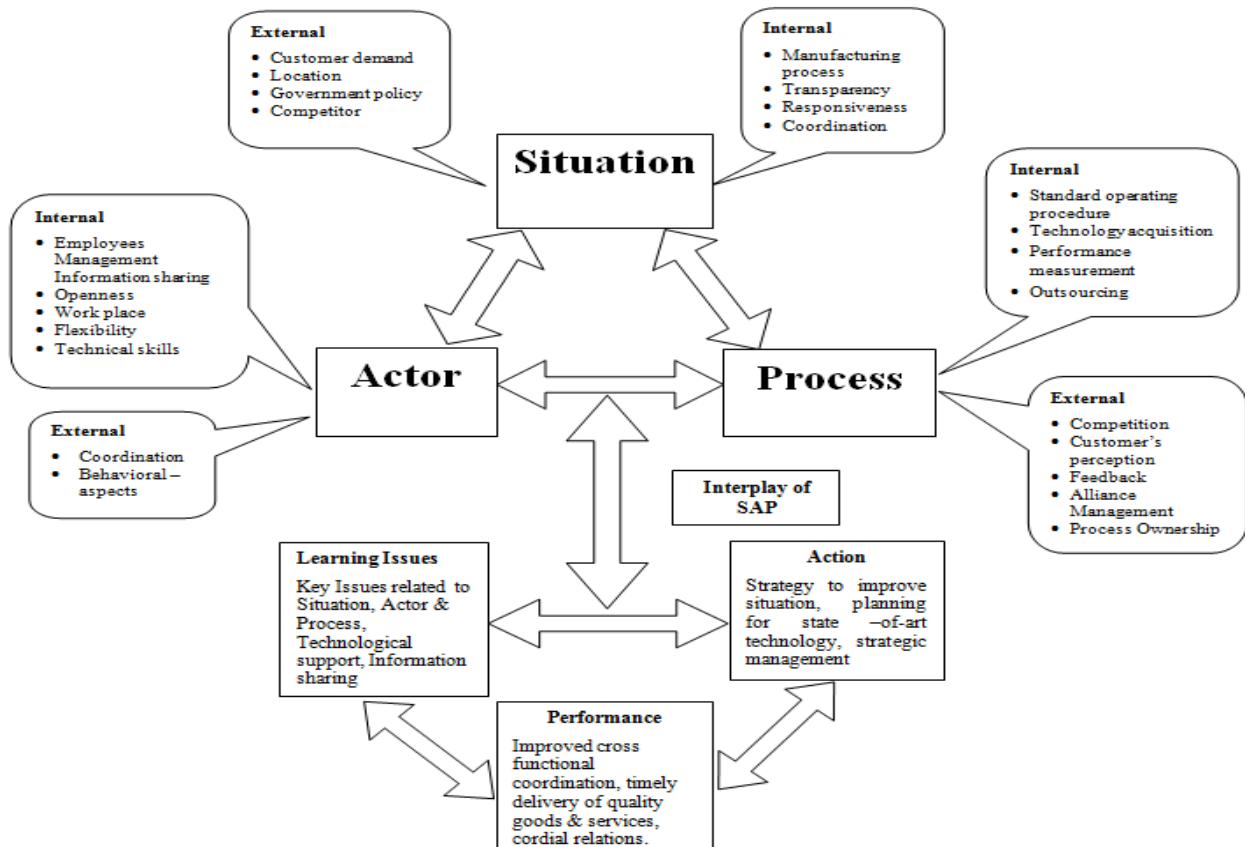 External
• Customer demand
• Location
• Government policy
• Competitor
Internal
• Manufacturing
process
• Transparency
• Responsiveness
• Coordination
Situation
Internal
• Employees
Management
Information sharing
• Openness
• Work place
• Flexibility
• Technical skills
Internal
• Standard operating
procedure
• Technology acquisition
• Performance
measurement
• Outsourcing
Actor
Process
External
• Coordination
• Behavioral –
aspects
External
• Competition
• Customer’s
perception
• Feedback
• Alliance
Management
• Process Ownership
Interplay of
SAP
Learning Issues
Key Issues related to
Situation, Actor &
Process,
Technological
support, Information
sharing
Action
Strategy to improve
situation, planning
for state –of-art
technology, strategic
management
Performance
Improved cross
functional
coordination, timely
delivery of quality
goods & services,
cordial relations.